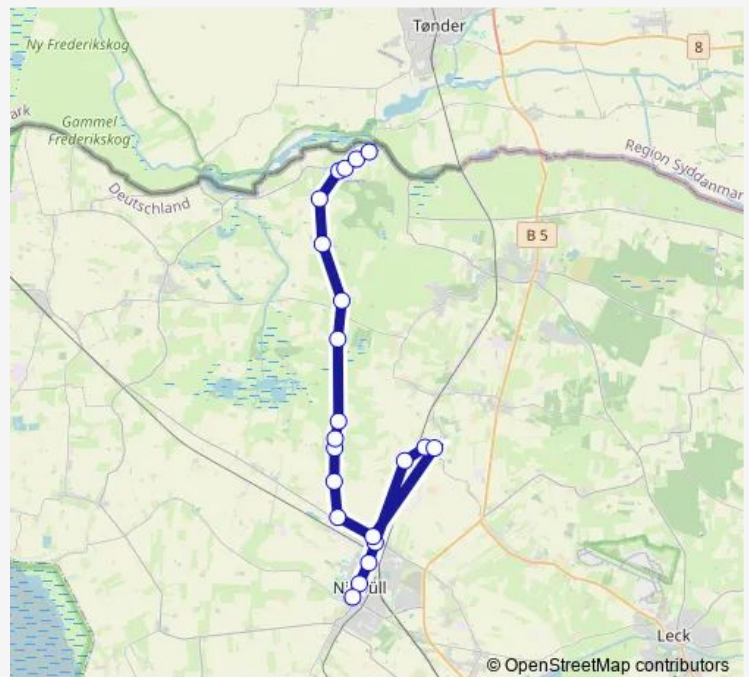 Tønder
Ny Frederikskog
8
Gammel
Frederikskog
ark
Region Syddanmar
Deutschland
B 5
Leck
© OpenStreetMap contributors